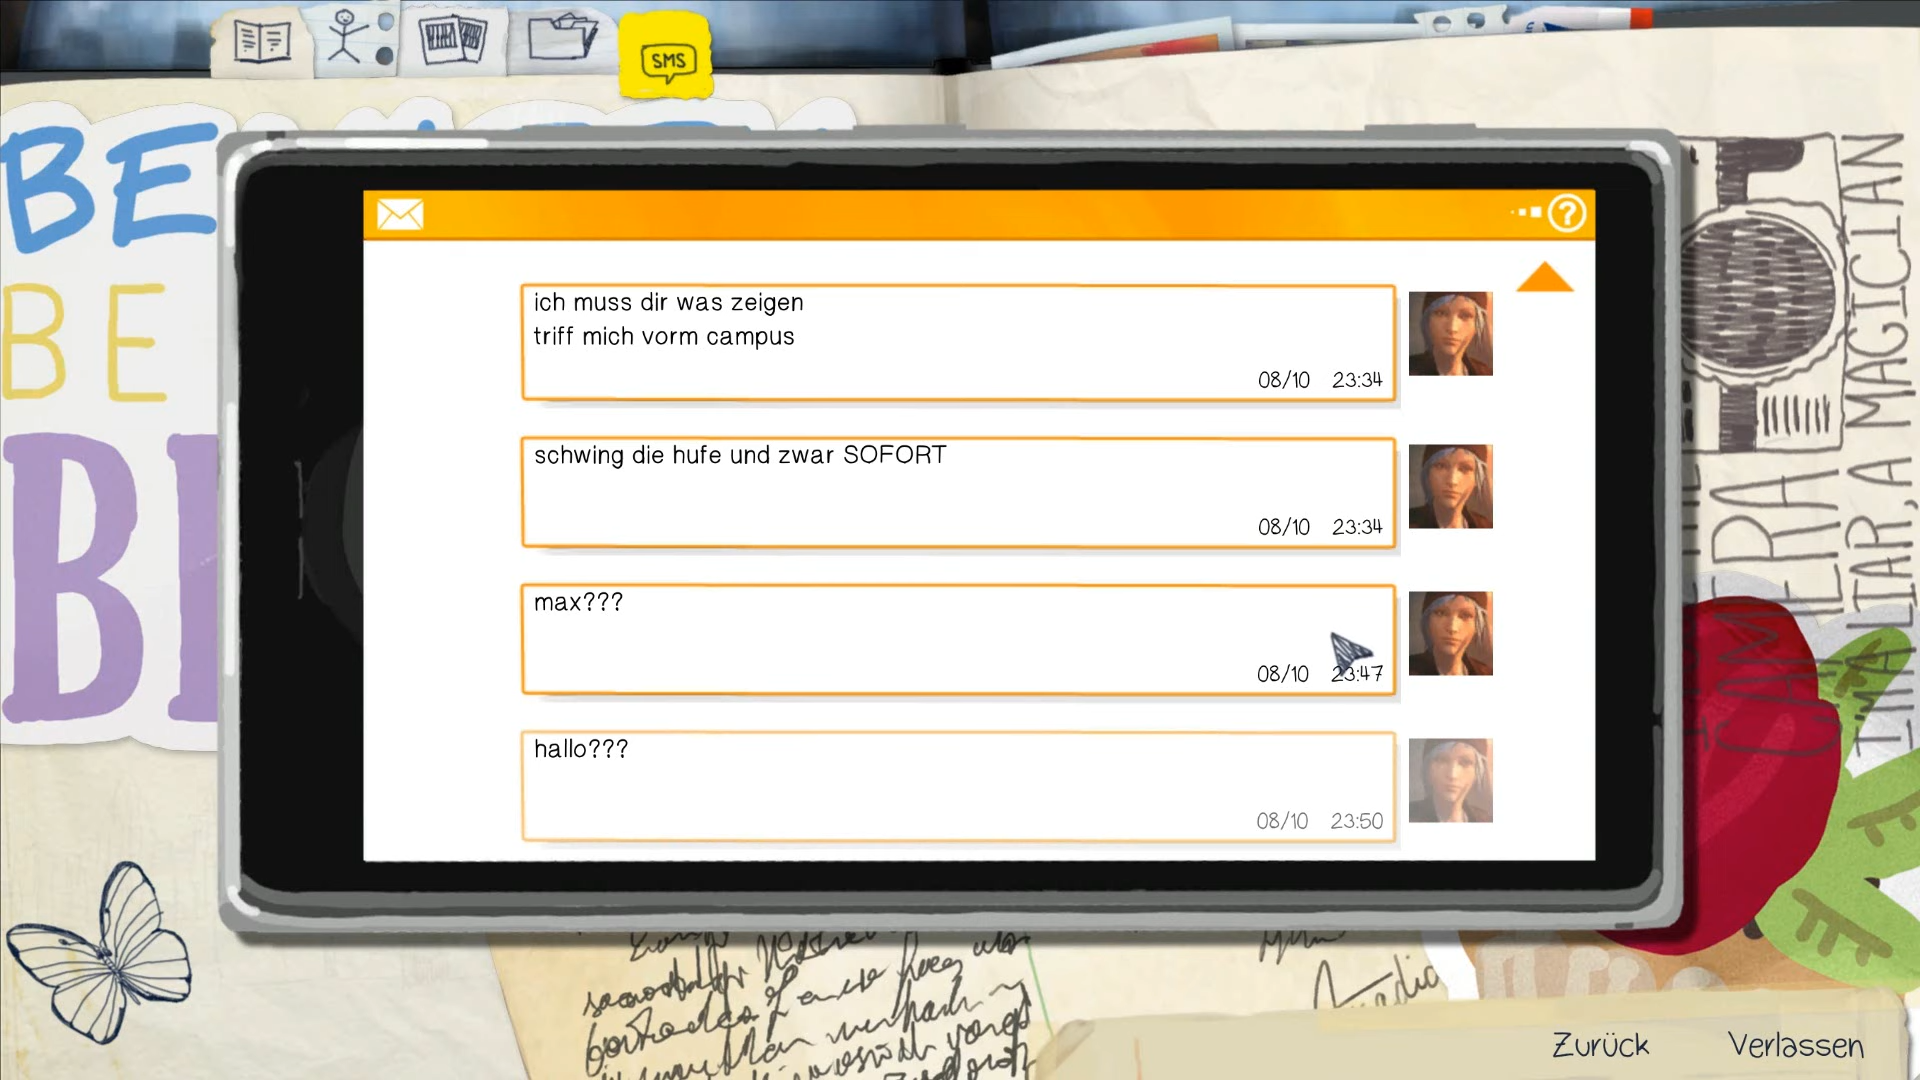 SMS
BE
BE
ich muss dir was zeigen
triff mich vorm campus
08/10 23:34
schwing die hufe und zwar SOFORT
08/10 23:34
max???
08/10 23:47
hallo???
08/10 23:50
CAMERA
LIAR, A MAGICIAN
Zurück
Verlassen